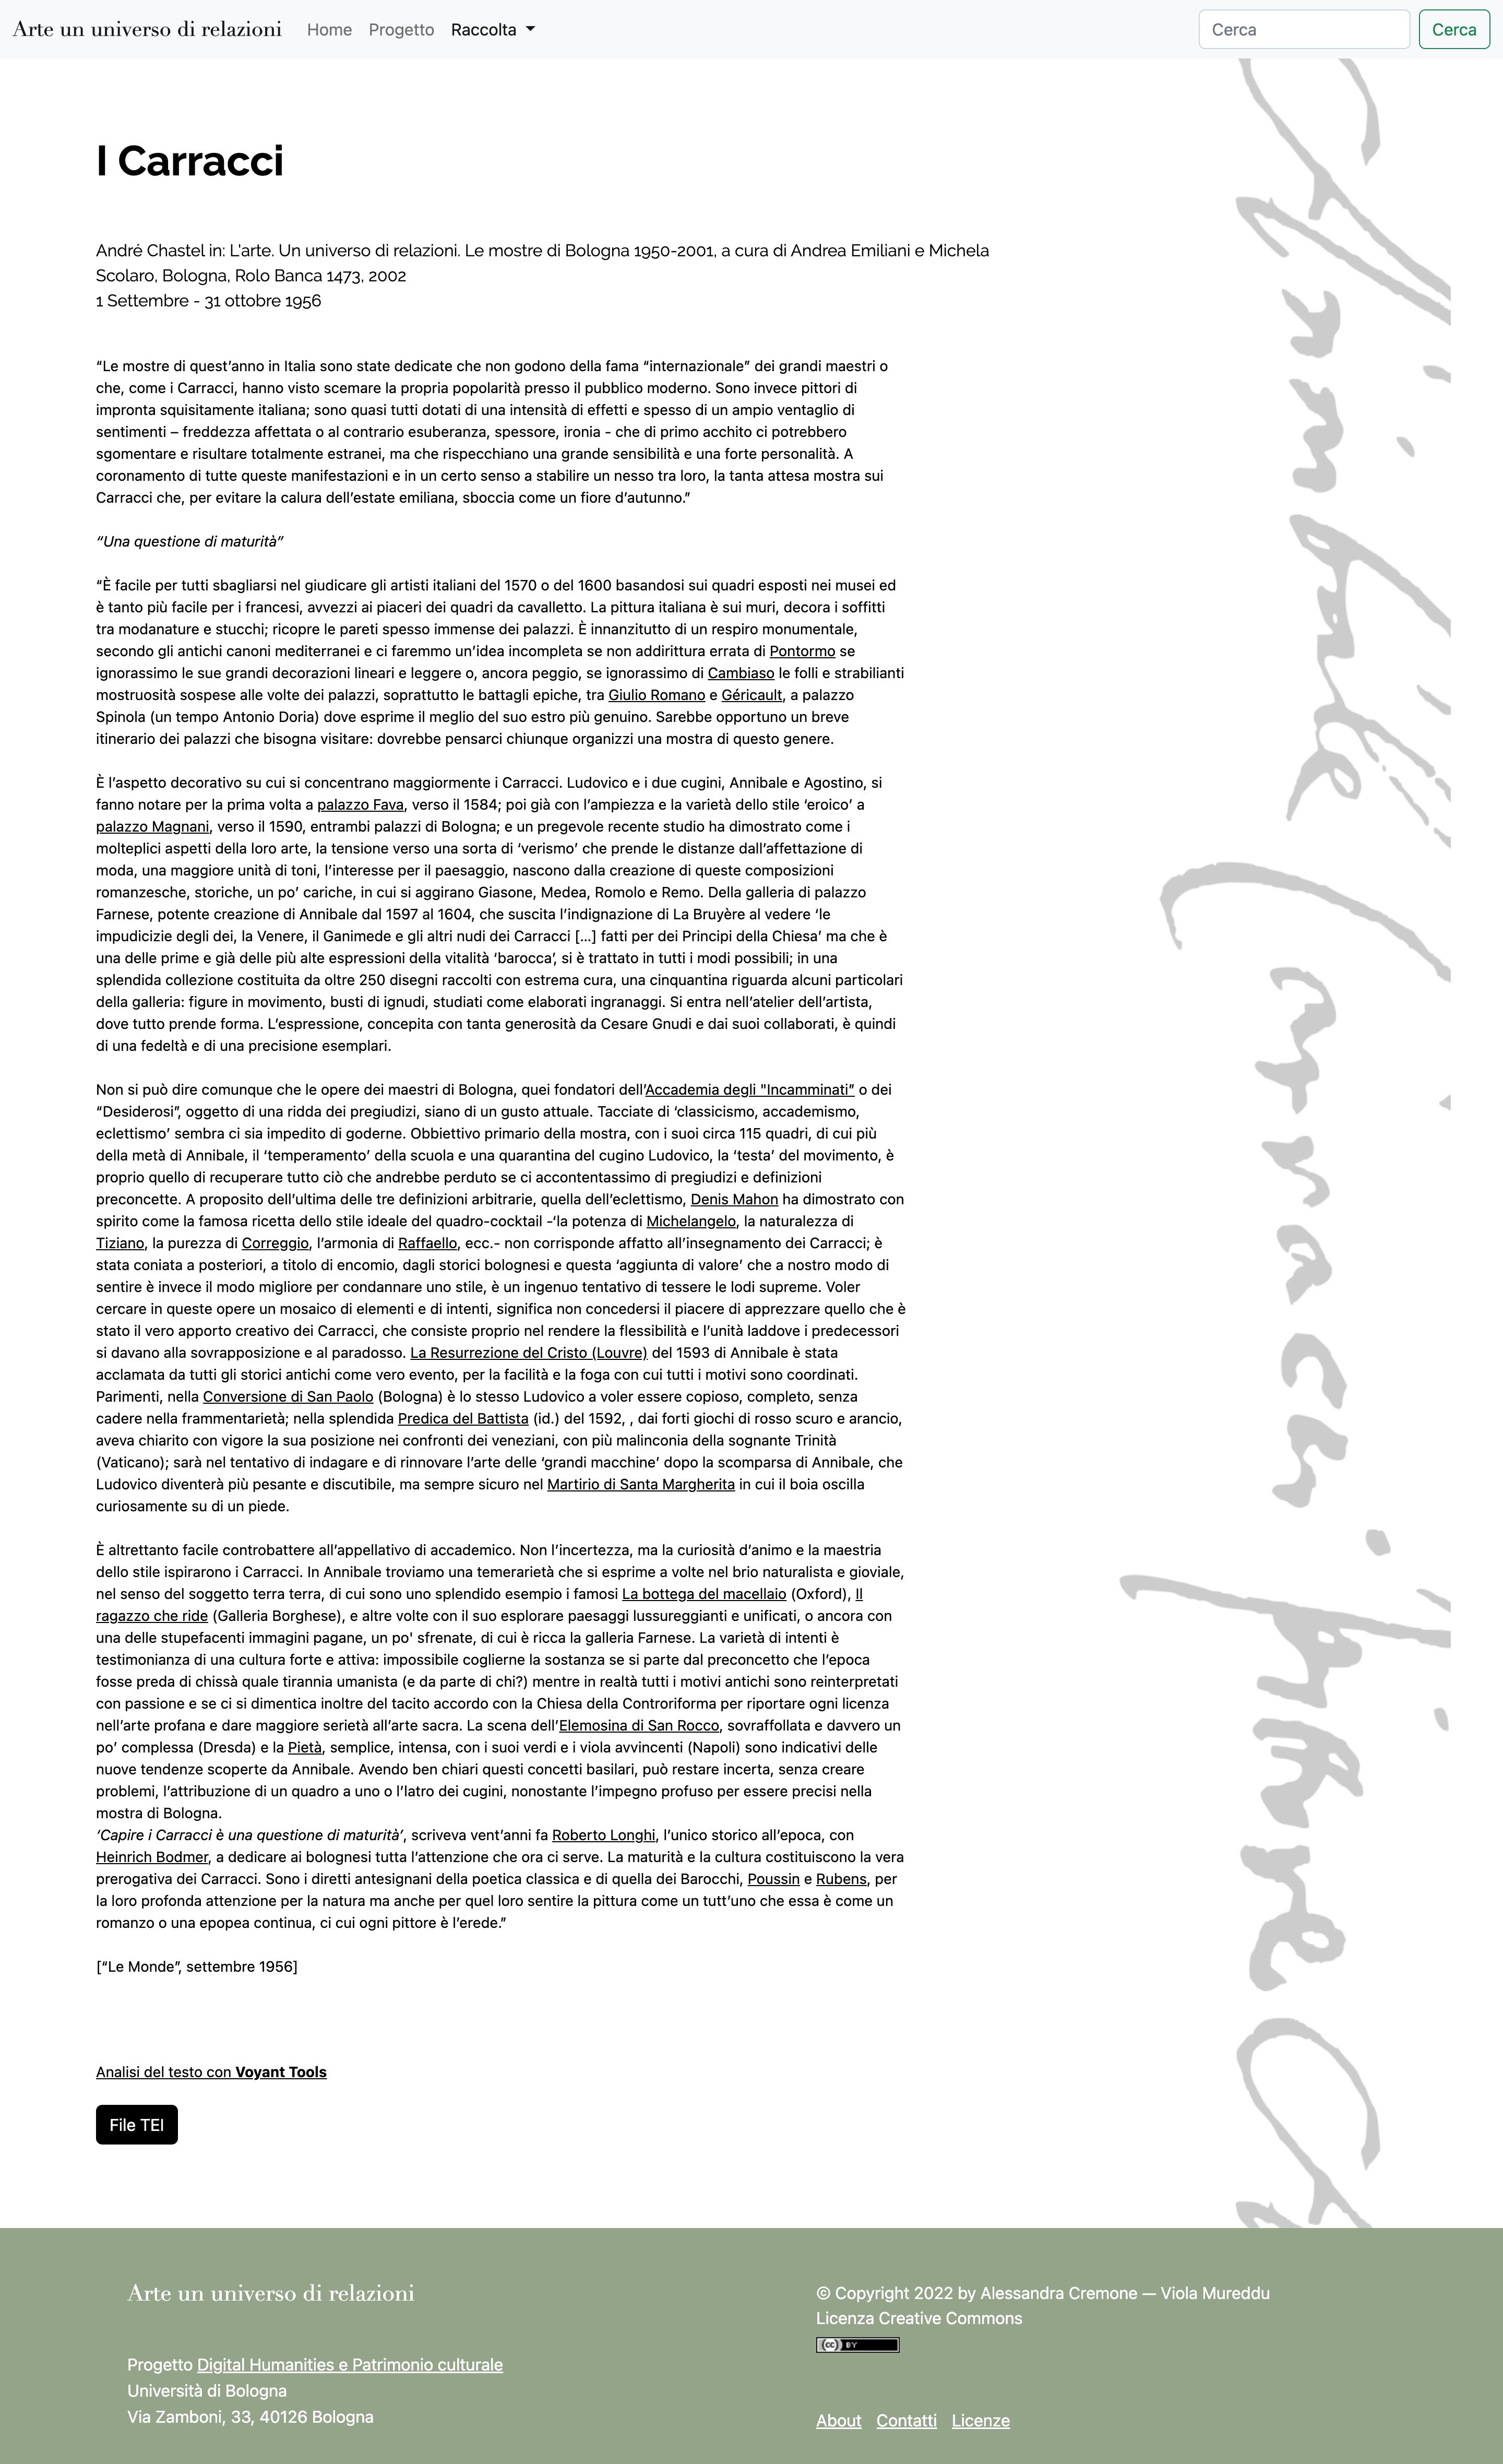 Arte un universo di relazioni Home Progetto Raccolta Cerca Cerca
I Carracci
André Chastel in: L'arte. Un universo di relazioni. Le mostre di Bologna 1950-2001, a cura di Andrea Emiliani e Michela
Scolaro, Bologna, Rolo Banca 1473, 2002
1 Settembre - 31 ottobre 1956
“Le mostre di quest’anno in Italia sono state dedicate che non godono della fama “internazionale” dei grandi maestri o
che, come i Carracci, hanno visto scemare la propria popolarità presso il pubblico moderno. Sono invece pittori di
impronta squisitamente italiana; sono quasi tutti dotati di una intensità di effetti e spesso di un ampio ventaglio di
sentimenti – freddezza affettata o al contrario esuberanza, spessore, ironia - che di primo acchito ci potrebbero
sgomentare e risultare totalmente estranei, ma che rispecchiano una grande sensibilità e una forte personalità. A
coronamento di tutte queste manifestazioni e in un certo senso a stabilire un nesso tra loro, la tanta attesa mostra sui
Carracci che, per evitare la calura dell’estate emiliana, sboccia come un fiore d’autunno.”
“Una questione di maturità”
“È facile per tutti sbagliarsi nel giudicare gli artisti italiani del 1570 o del 1600 basandosi sui quadri esposti nei musei ed
è tanto più facile per i francesi, avvezzi ai piaceri dei quadri da cavalletto. La pittura italiana è sui muri, decora i soffitti
tra modanature e stucchi; ricopre le pareti spesso immense dei palazzi. È innanzitutto di un respiro monumentale,
secondo gli antichi canoni mediterranei e ci faremmo un’idea incompleta se non addirittura errata di Pontormo se
ignorassimo le sue grandi decorazioni lineari e leggere o, ancora peggio, se ignorassimo di Cambiaso le folli e strabilianti
mostruosità sospese alle volte dei palazzi, soprattutto le battagli epiche, tra Giulio Romano e Géricault, a palazzo
Spinola (un tempo Antonio Doria) dove esprime il meglio del suo estro più genuino. Sarebbe opportuno un breve
itinerario dei palazzi che bisogna visitare: dovrebbe pensarci chiunque organizzi una mostra di questo genere.
È l’aspetto decorativo su cui si concentrano maggiormente i Carracci. Ludovico e i due cugini, Annibale e Agostino, si
fanno notare per la prima volta a palazzo Fava, verso il 1584; poi già con l’ampiezza e la varietà dello stile ‘eroico’ a
palazzo Magnani, verso il 1590, entrambi palazzi di Bologna; e un pregevole recente studio ha dimostrato come i
molteplici aspetti della loro arte, la tensione verso una sorta di ‘verismo’ che prende le distanze dall’affettazione di
moda, una maggiore unità di toni, l’interesse per il paesaggio, nascono dalla creazione di queste composizioni
romanzesche, storiche, un po’ cariche, in cui si aggirano Giasone, Medea, Romolo e Remo. Della galleria di palazzo
Farnese, potente creazione di Annibale dal 1597 al 1604, che suscita l’indignazione di La Bruyère al vedere ‘le
impudicizie degli dei, la Venere, il Ganimede e gli altri nudi dei Carracci [...] fatti per dei Principi della Chiesa’ ma che è
una delle prime e già delle più alte espressioni della vitalità ‘barocca’, si è trattato in tutti i modi possibili; in una
splendida collezione costituita da oltre 250 disegni raccolti con estrema cura, una cinquantina riguarda alcuni particolari
della galleria: figure in movimento, busti di ignudi, studiati come elaborati ingranaggi. Si entra nell’atelier dell’artista,
dove tutto prende forma. L’espressione, concepita con tanta generosità da Cesare Gnudi e dai suoi collaborati, è quindi
di una fedeltà e di una precisione esemplari.
Non si può dire comunque che le opere dei maestri di Bologna, quei fondatori dell’Accademia degli "Incamminati” o dei
“Desiderosi”, oggetto di una ridda dei pregiudizi, siano di un gusto attuale. Tacciate di ‘classicismo, accademismo,
eclettismo’ sembra ci sia impedito di goderne. Obbiettivo primario della mostra, con i suoi circa 115 quadri, di cui più
della metà di Annibale, il ‘temperamento’ della scuola e una quarantina del cugino Ludovico, la ‘testa’ del movimento, è
proprio quello di recuperare tutto ciò che andrebbe perduto se ci accontentassimo di pregiudizi e definizioni
preconcette. A proposito dell’ultima delle tre definizioni arbitrarie, quella dell’eclettismo, Denis Mahon ha dimostrato con
spirito come la famosa ricetta dello stile ideale del quadro-cocktail -‘la potenza di Michelangelo, la naturalezza di
Tiziano, la purezza di Correggio, l’armonia di Raffaello, ecc.- non corrisponde affatto all’insegnamento dei Carracci; è
stata coniata a posteriori, a titolo di encomio, dagli storici bolognesi e questa ‘aggiunta di valore’ che a nostro modo di
sentire è invece il modo migliore per condannare uno stile, è un ingenuo tentativo di tessere le lodi supreme. Voler
cercare in queste opere un mosaico di elementi e di intenti, significa non concedersi il piacere di apprezzare quello che è
stato il vero apporto creativo dei Carracci, che consiste proprio nel rendere la flessibilità e l’unità laddove i predecessori
si davano alla sovrapposizione e al paradosso. La Resurrezione del Cristo (Louvre) del 1593 di Annibale è stata
acclamata da tutti gli storici antichi come vero evento, per la facilità e la foga con cui tutti i motivi sono coordinati.
Parimenti, nella Conversione di San Paolo (Bologna) è lo stesso Ludovico a voler essere copioso, completo, senza
cadere nella frammentarietà; nella splendida Predica del Battista (id.) del 1592, , dai forti giochi di rosso scuro e arancio,
aveva chiarito con vigore la sua posizione nei confronti dei veneziani, con più malinconia della sognante Trinità
(Vaticano); sarà nel tentativo di indagare e di rinnovare l’arte delle ‘grandi macchine’ dopo la scomparsa di Annibale, che
Ludovico diventerà più pesante e discutibile, ma sempre sicuro nel Martirio di Santa Margherita in cui il boia oscilla
curiosamente su di un piede.
È altrettanto facile controbattere all’appellativo di accademico. Non l’incertezza, ma la curiosità d’animo e la maestria
dello stile ispirarono i Carracci. In Annibale troviamo una temerarietà che si esprime a volte nel brio naturalista e gioviale,
nel senso del soggetto terra terra, di cui sono uno splendido esempio i famosi La bottega del macellaio (Oxford), Il
ragazzo che ride (Galleria Borghese), e altre volte con il suo esplorare paesaggi lussureggianti e unificati, o ancora con
una delle stupefacenti immagini pagane, un po' sfrenate, di cui è ricca la galleria Farnese. La varietà di intenti è
testimonianza di una cultura forte e attiva: impossibile coglierne la sostanza se si parte dal preconcetto che l’epoca
fosse preda di chissà quale tirannia umanista (e da parte di chi?) mentre in realtà tutti i motivi antichi sono reinterpretati
con passione e se ci si dimentica inoltre del tacito accordo con la Chiesa della Controriforma per riportare ogni licenza
nell’arte profana e dare maggiore serietà all’arte sacra. La scena dell’Elemosina di San Rocco, sovraffollata e davvero un
po’ complessa (Dresda) e la Pietà, semplice, intensa, con i suoi verdi e i viola avvincenti (Napoli) sono indicativi delle
nuove tendenze scoperte da Annibale. Avendo ben chiari questi concetti basilari, può restare incerta, senza creare
problemi, l’attribuzione di un quadro a uno o l’latro dei cugini, nonostante l’impegno profuso per essere precisi nella
mostra di Bologna.
‘Capire i Carracci è una questione di maturità’, scriveva vent’anni fa Roberto Longhi, l’unico storico all’epoca, con
Heinrich Bodmer, a dedicare ai bolognesi tutta l’attenzione che ora ci serve. La maturità e la cultura costituiscono la vera
prerogativa dei Carracci. Sono i diretti antesignani della poetica classica e di quella dei Barocchi, Poussin e Rubens, per
la loro profonda attenzione per la natura ma anche per quel loro sentire la pittura come un tutt’uno che essa è come un
romanzo o una epopea continua, ci cui ogni pittore è l’erede.”
[“Le Monde”, settembre 1956]
Analisi del testo con Voyant Tools
File TEI
Annibale Carracci
Arte un universo di relazioni
Progetto Digital Humanities e Patrimonio culturale
Università di Bologna
Via Zamboni, 33, 40126 Bologna
© Copyright 2022 by Alessandra Cremone — Viola Mureddu
Licenza Creative Commons
cc BY
About Contatti Licenze